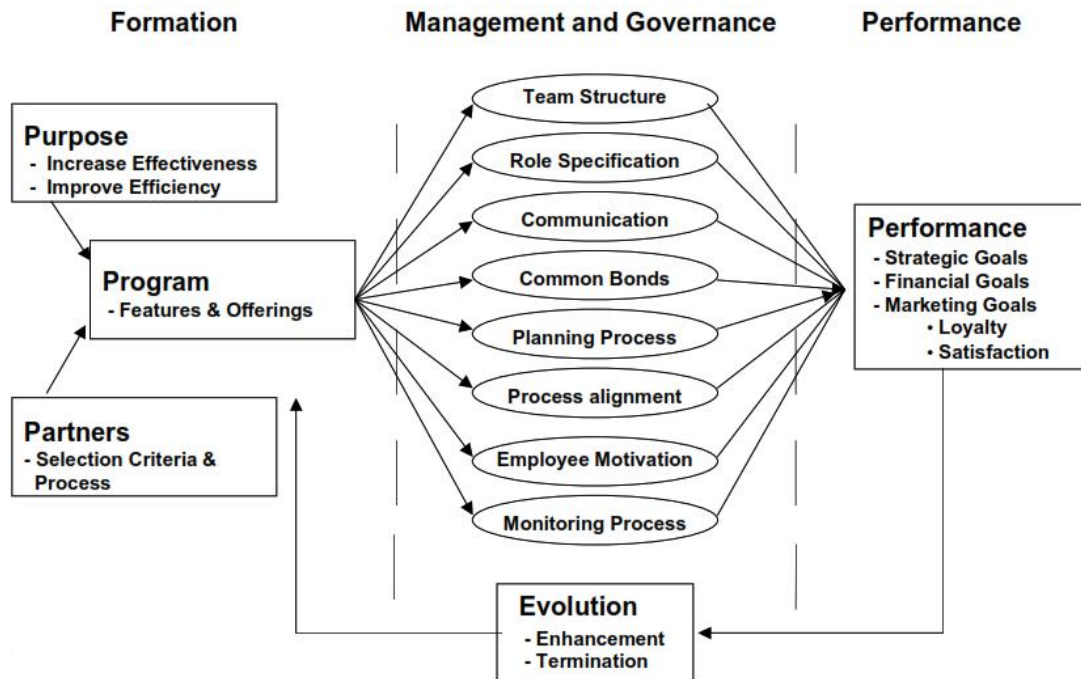 Formation
Management and Governance
Performance
Purpose
- Increase Effectiveness
- Improve Efficiency
Program
- Features & Offerings
Partners
- Selection Criteria &
Process
Team Structure
Role Specification
Communication
Common Bonds
Planning Process
Process alignment
Employee Motivation
Monitoring Process
Performance
- Strategic Goals
- Financial Goals
- Marketing Goals
• Loyalty
• Satisfaction
Evolution
- Enhancement
- Termination